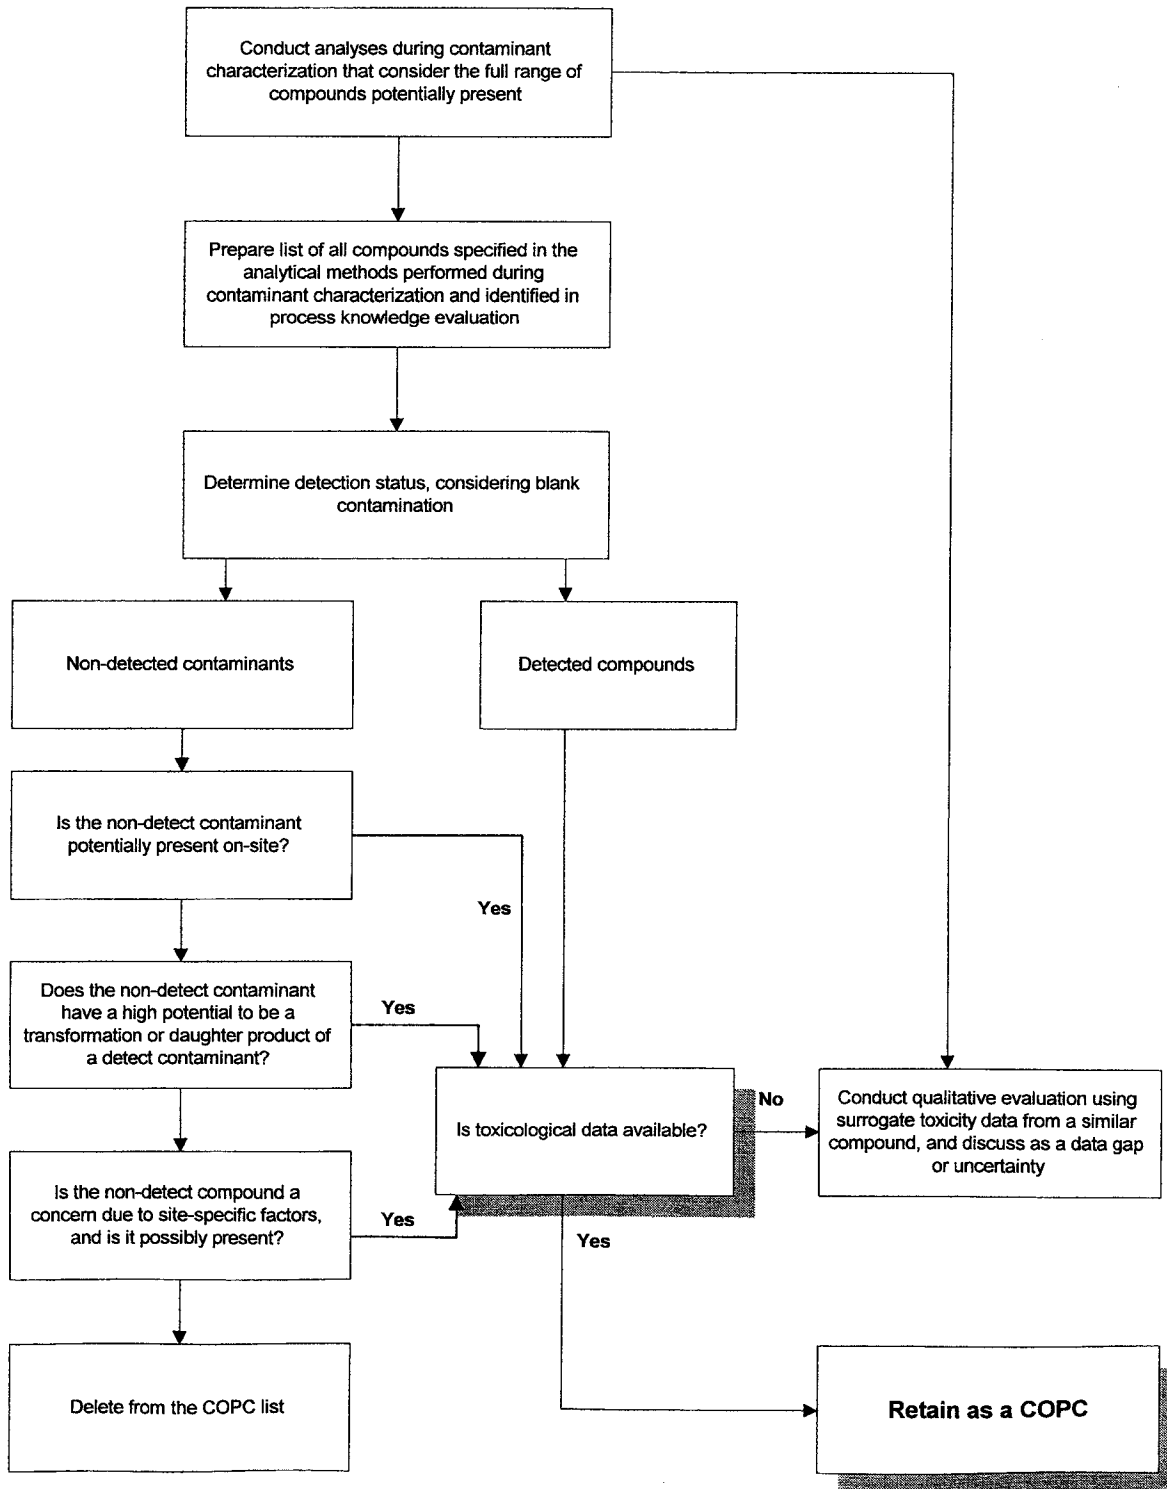 Conduct analyses during contaminant
characterization that consider the full range of
compounds potentially present
Prepare list of all compounds specified in the
analytical methods performed during
contaminant characterization and identified in
process knowledge evaluation
Determine detection status, considering blank
contamination
Non-detected contaminants
Detected compounds
Is the non-detect contaminant
potentially present on-site?
Yes
Does the non-detect contaminant
have a high potential to be a
transformation or daughter product of
a detect contaminant?
Yes
Is toxicological data available?
No
Conduct qualitative evaluation using
surrogate toxicity data from a similar
compound, and discuss as a data gap
or uncertainty
Is the non-detect compound a
concern due to site-specific factors,
and is it possibly present?
Yes
Yes
Delete from the COPC list
Retain as a COPC